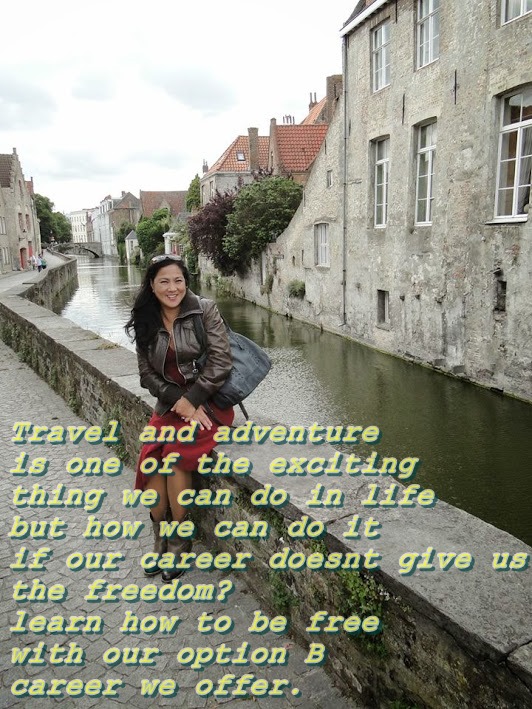 Travel and adventure
is one of the exciting
thing we can do in life
but how we can do it
if our career doesnt give us
the freedom?
learn how to be free
with our option B
career we offer.